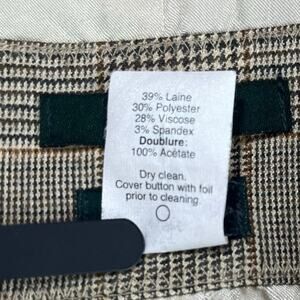 39% Laine
30% Polyester
28% Viscose
3% Spandex
Doublure:
100% Acétate
Dry clean.
Cover button with foil
prior to cleaning.